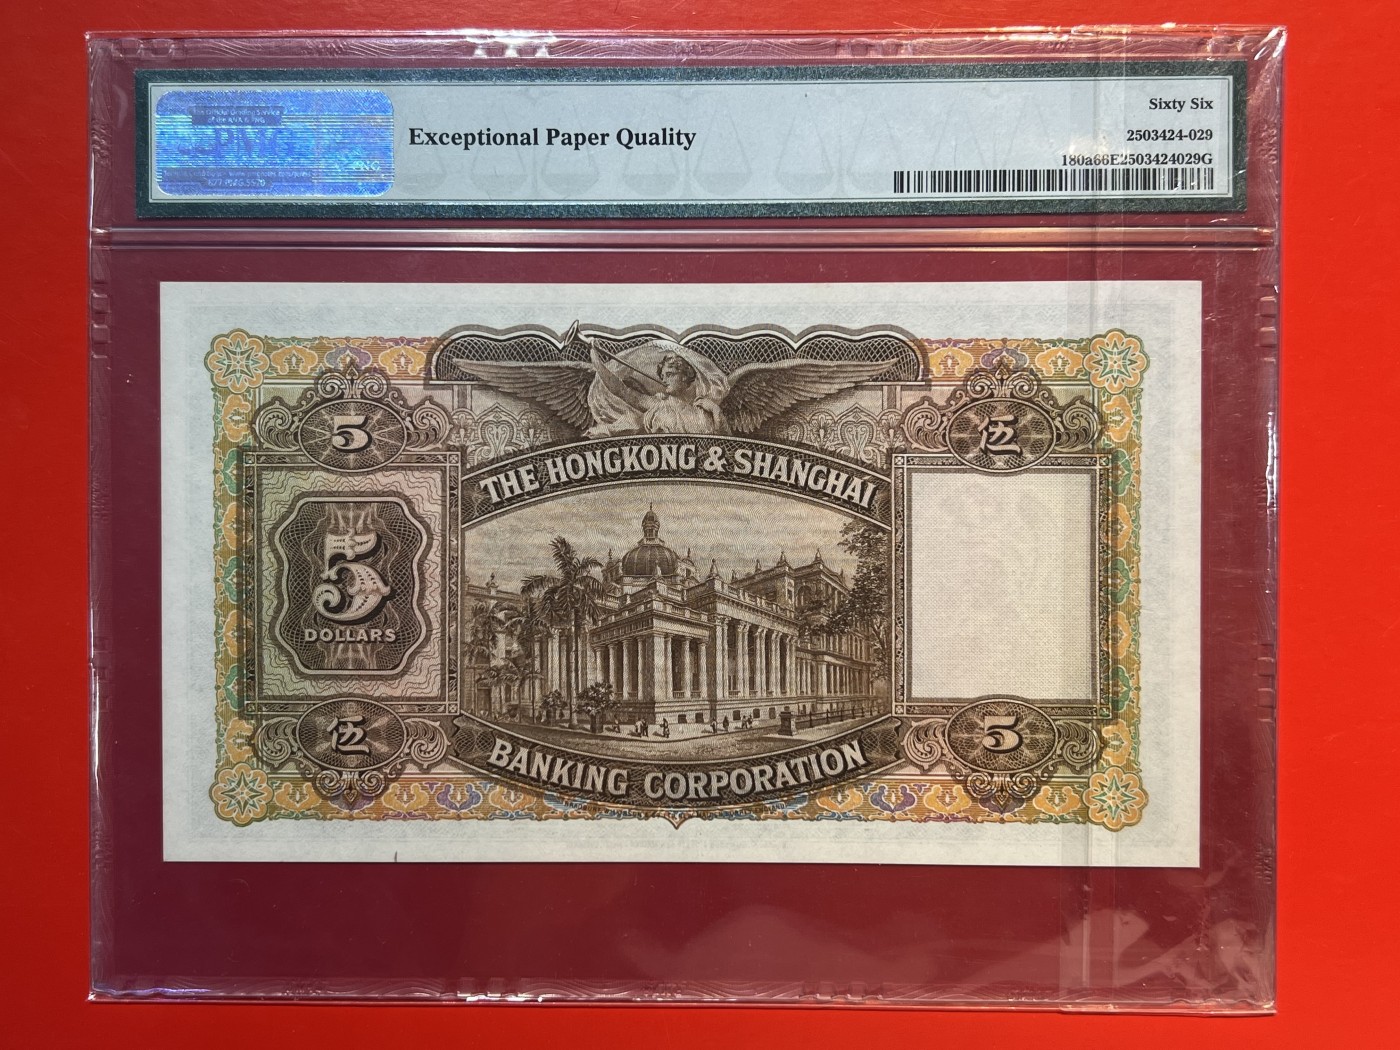 PMG
Exceptional Paper Quality
Sixty Six
2503424-029
180a66E2503424029G
5
伍
THE HONGKONG & SHANGHAI
5
DOLLARS
伍
5
BANKING CORPORATION